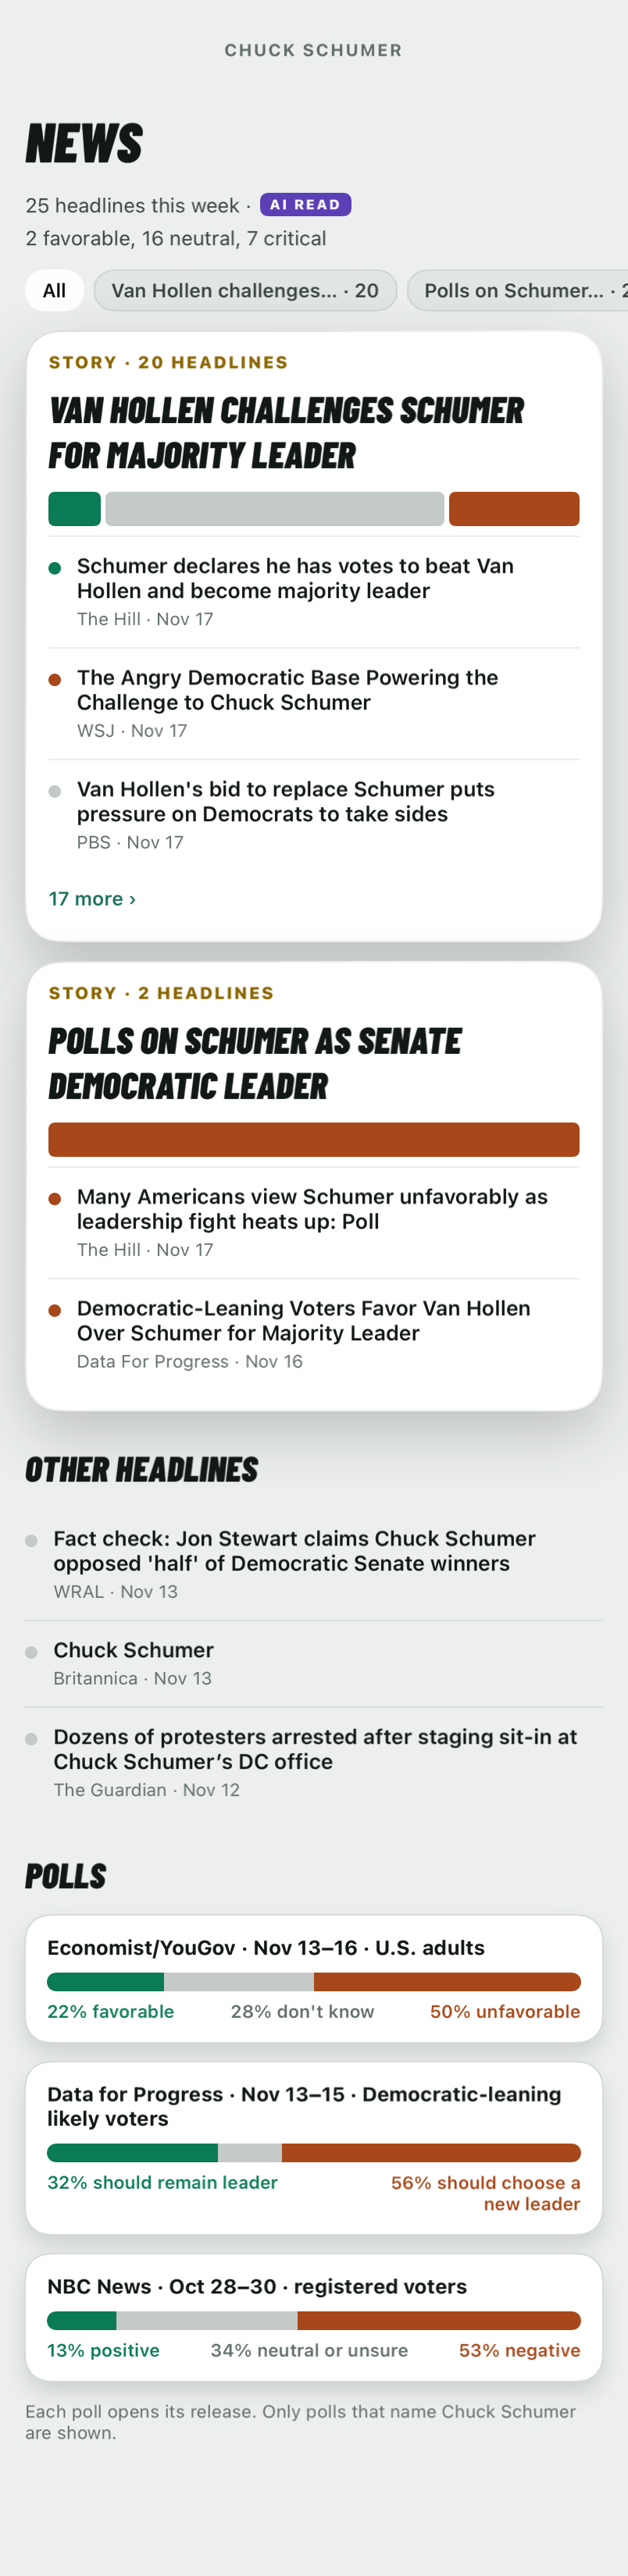 CHUCK SCHUMER
NEWS
25 headlines this week · AI READ
2 favorable, 16 neutral, 7 critical
All
Van Hollen challenges... · 20
Polls on Schumer... · 2
STORY · 20 HEADLINES
VAN HOLLEN CHALLENGES SCHUMER
FOR MAJORITY LEADER
Schumer declares he has votes to beat Van
Hollen and become majority leader
The Hill · Nov 17
The Angry Democratic Base Powering the
Challenge to Chuck Schumer
WSJ · Nov 17
Van Hollen's bid to replace Schumer puts
pressure on Democrats to take sides
PBS · Nov 17
17 more ›
STORY · 2 HEADLINES
POLLS ON SCHUMER AS SENATE
DEMOCRATIC LEADER
Many Americans view Schumer unfavorably as
leadership fight heats up: Poll
The Hill · Nov 17
Democratic-Leaning Voters Favor Van Hollen
Over Schumer for Majority Leader
Data For Progress · Nov 16
OTHER HEADLINES
Fact check: Jon Stewart claims Chuck Schumer
opposed 'half' of Democratic Senate winners
WRAL · Nov 13
Chuck Schumer
Britannica · Nov 13
Dozens of protesters arrested after staging sit-in at
Chuck Schumer’s DC office
The Guardian · Nov 12
POLLS
Economist/YouGov · Nov 13–16 · U.S. adults
22% favorable
28% don't know
50% unfavorable
Data for Progress · Nov 13–15 · Democratic-leaning
likely voters
32% should remain leader
56% should choose a
new leader
NBC News · Oct 28–30 · registered voters
13% positive
34% neutral or unsure
53% negative
Each poll opens its release. Only polls that name Chuck Schumer
are shown.